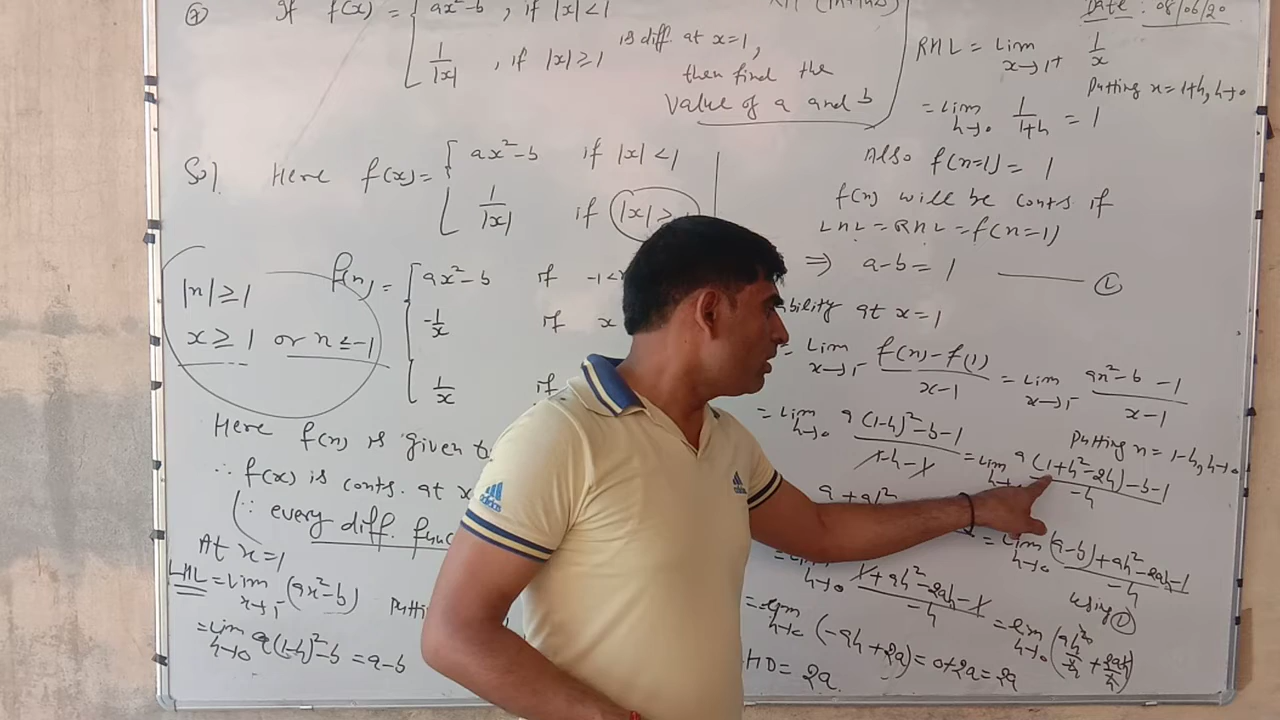 If f(x) = { ax²-b , if |x|<1
1/|x| , if |x|≥1 is diff. at x=1,
then find the
value of a and b
Sol. Here f(x) = { ax²-b if |x|<1
1/|x| if |x|≥
|x|≥1
x≥1 or x≤-1
f(x) = { ax²-b if -1<
-1/x if x
1/x if
Here f(x) is given
∴ f(x) is conts. at x
∵ every diff. func
At x=1
LHL = Lim x→1⁻ (ax²-b)
= Lim h→0 a(1-h)²-b = a-b
Date: 08/06/20
RHL = Lim x→1⁺ 1/x
Putting x=1+h, h→0
= Lim h→0 1/1+h = 1
Also f(x=1) = 1
f(x) will be conts if
LHL = RHL = f(x=1)
⇒ a-b = 1
ability at x=1
= Lim x→1⁻ f(x)-f(1)/x-1 = Lim x→1⁻ ax²-b-1/x-1
Putting x=1-h, h→0
= Lim h→0 a(1-h)²-b-1/1-h-1 = Lim h→0 a(1+h²-2h)-b-1/-h
a+ah²
= Lim h→0 (a-b)+ah²-2ah-1/-h
using ①
h→0 1+ah²-2ah-1/-h = Lim h→0
= Lim h→0 (-ah+2a) = 0+2a = 2a
HD = 2a
adidas
adidas